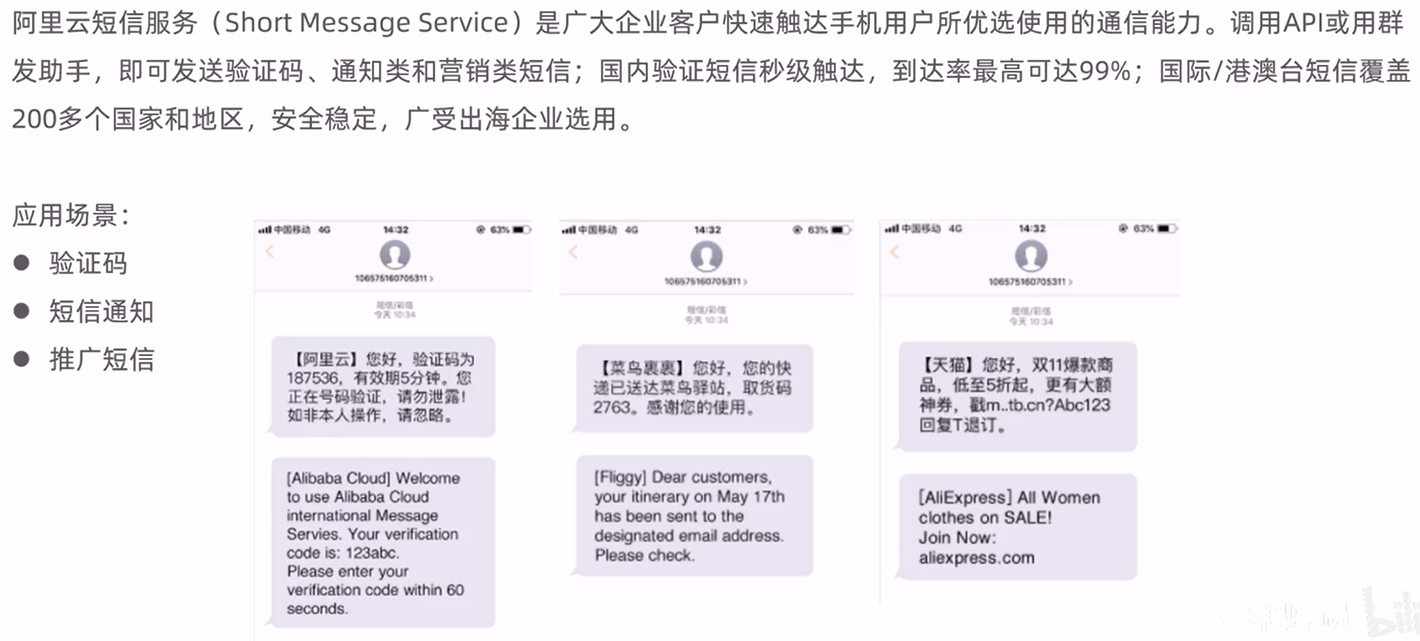 阿里云短信服务（Short Message Service）是广大企业客户快速触达手机用户所优选使用的通信能力。调用API或用群
发助手，即可发送验证码、通知类和营销类短信；国内验证短信秒级触达，到达率最高可达99%；国际/港澳台短信覆盖
200多个国家和地区，安全稳定，广受出海企业选用。
应用场景：
● 验证码
● 短信通知
● 推广短信
中国移动 4G 14:32 63%
106575160705311 >
短信/彩信
今天 10:34
【阿里云】您好，验证码为
187536，有效期5分钟。您
正在号码验证，请勿泄露！
如非本人操作，请忽略。
[Alibaba Cloud] Welcome
to use Alibaba Cloud
international Message
Servies. Your verification
code is: 123abc.
Please enter your
verification code within 60
seconds.
中国移动 4G 14:32 63%
106575160705311 >
短信/彩信
今天 10:34
【菜鸟裹裹】您好，您的快
递已送达菜鸟驿站，取货码
2763。感谢您的使用。
[Fliggy] Dear customers,
your itinerary on May 17th
has been sent to the
designated email address.
Please check.
中国移动 4G 14:32 63%
106575160705311 >
短信/彩信
今天 10:34
【天猫】您好，双11爆款商
品，低至5折起，更有大额
神券，戳m..tb.cn?Abc123
回复T退订。
[AliExpress] All Women
clothes on SALE!
Join Now:
aliexpress.com